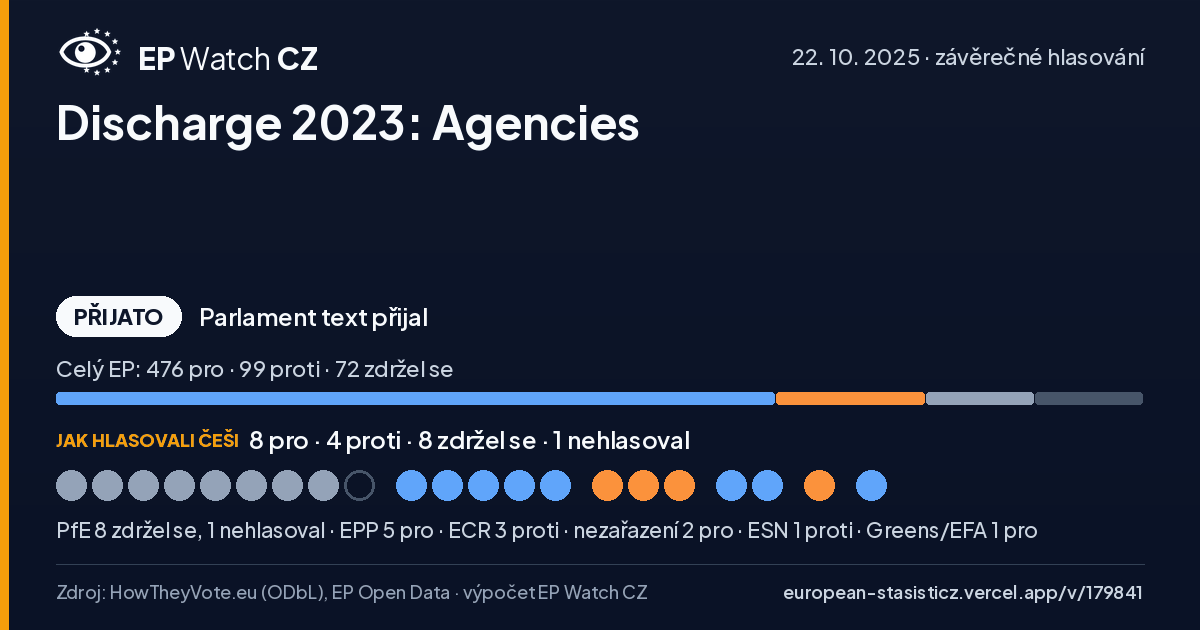 EP Watch CZ
22. 10. 2025 · závěrečné hlasování
Discharge 2023: Agencies
PŘIJATO Parlament text přijal
Celý EP: 476 pro · 99 proti · 72 zdržel se
JAK HLASOVALI ČEŠI 8 pro · 4 proti · 8 zdržel se · 1 nehlasoval
PfE 8 zdržel se, 1 nehlasoval · EPP 5 pro · ECR 3 proti · nezařazení 2 pro · ESN 1 proti · Greens/EFA 1 pro
Zdroj: HowTheyVote.eu (ODbL), EP Open Data · výpočet EP Watch CZ
european-stasisticz.vercel.app/v/179841